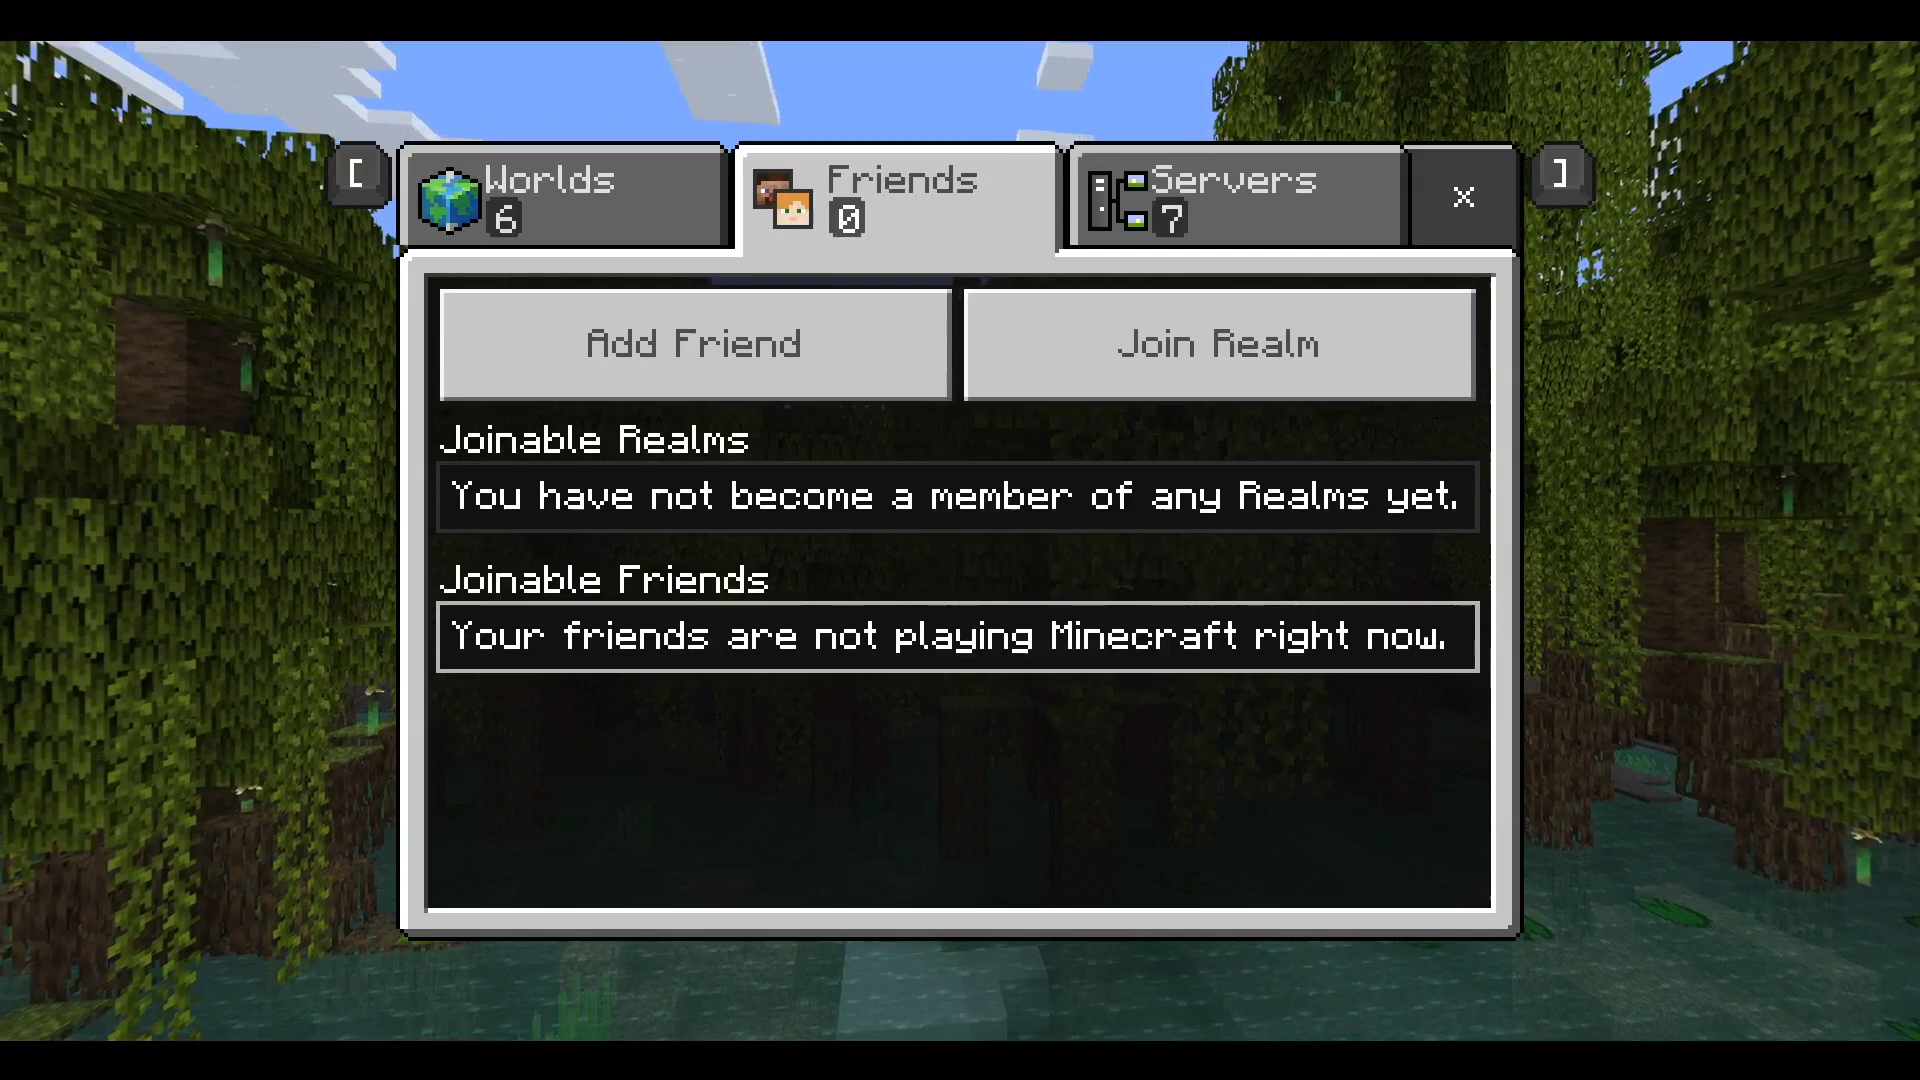 [
Worlds
6
Friends
0
Servers
7
x
]
Add Friend
Join Realm
Joinable Realms
You have not become a member of any Realms yet.
Joinable Friends
Your friends are not playing Minecraft right now.